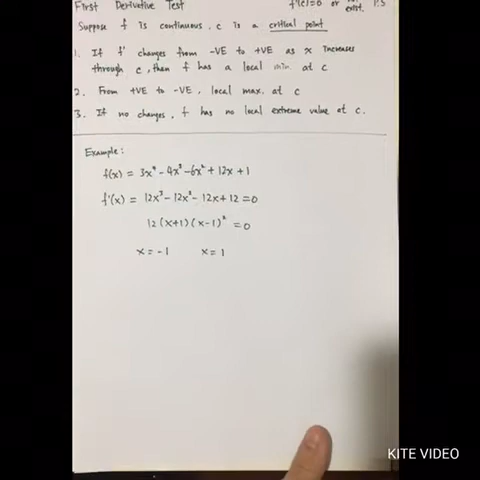 First Derivative Test
f'(c)=0 or
exist. P.S
Suppose f is continuous, c is a critical point
1. If f' changes from -VE to +VE as x increases
through c, then f has a local min at c
2. From +VE to -VE, local max. at c
3. If no changes, f has no local extreme value at c.
Example:
f(x) = 3x⁴ - 4x³ - 6x² + 12x + 1
f'(x) = 12x³ - 12x² - 12x + 12 = 0
12 (x+1) (x-1)² = 0
x = -1 x = 1
KITE VIDEO